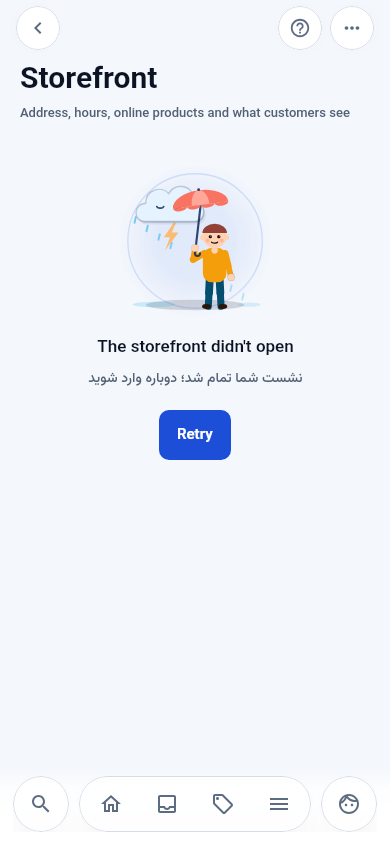 Storefront
Address, hours, online products and what customers see
The storefront didn't open
نشست شما تمام شد؛ دوباره وارد شوید
Retry